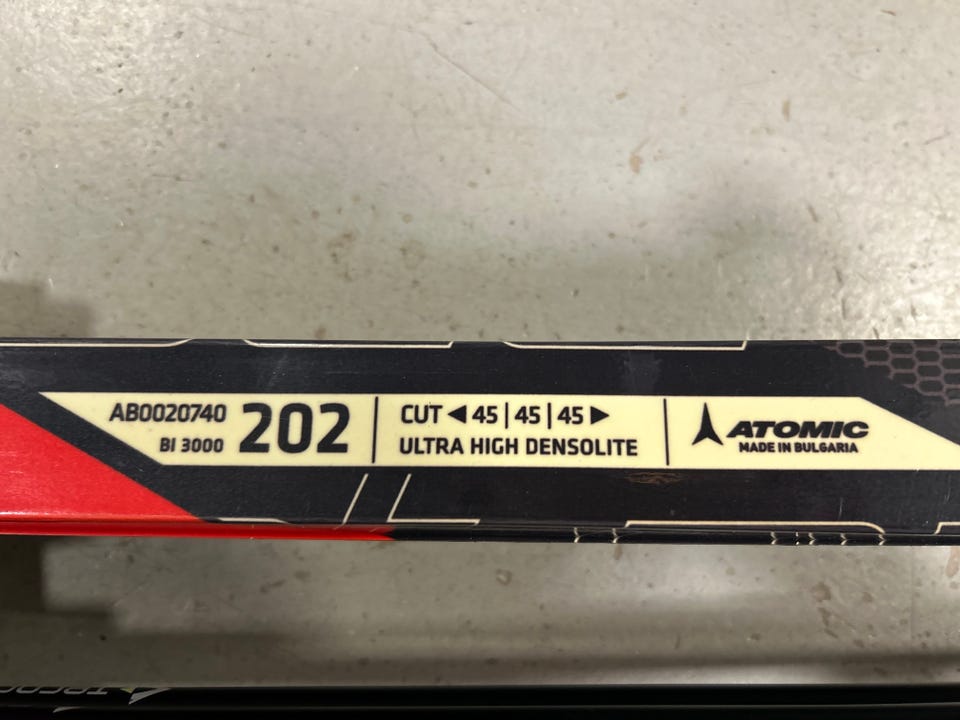 AB0020740
BI 3000
202
CUT ◀ 45 | 45 | 45 ▶
ULTRA HIGH DENSOLITE
ATOMIC
MADE IN BULGARIA